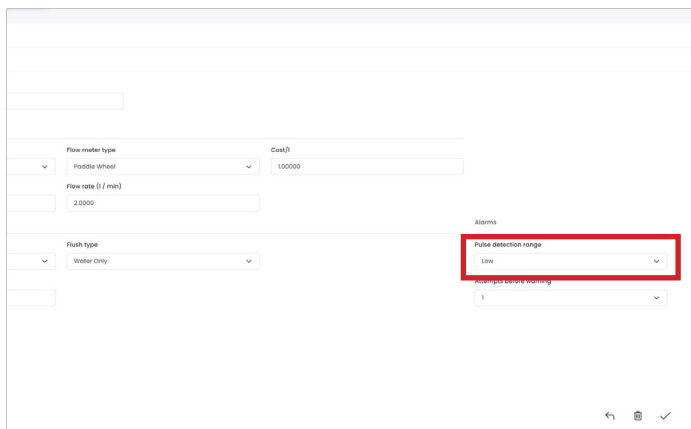 Flow meter type
Cost/l
Paddle Wheel
1.00000
Flow rate (l / min)
2.0000
Alarms
Flush type
Pulse detection range
Water Only
Low
Attempts before warning
1